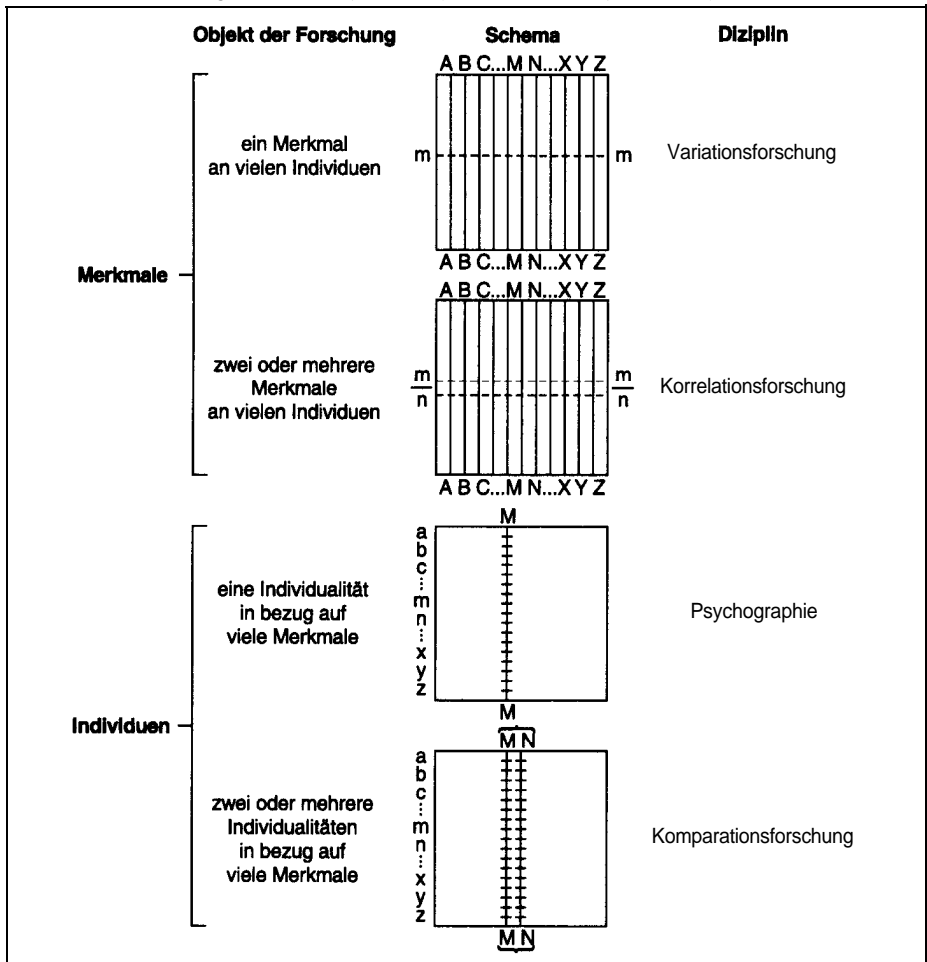 Objekt der Forschung Schema Diziplin
A B C...M N...X Y Z
ein Merkmal
an vielen Individuen
m m
Variationsforschung
A B C...M N...X Y Z
Merkmale
A B C...M N...X Y Z
zwei oder mehrere
Merkmale
an vielen Individuen
m m
n n
Korrelationsforschung
A B C...M N...X Y Z
M
a
b
c
⋮
m
n
⋮
x
y
z
eine Individualität
in bezug auf
viele Merkmale
Psychographie
M
Individuen
M N
a
b
c
⋮
m
n
⋮
x
y
z
zwei oder mehrere
Individualitäten
in bezug auf
viele Merkmale
Komparationsforschung
M N